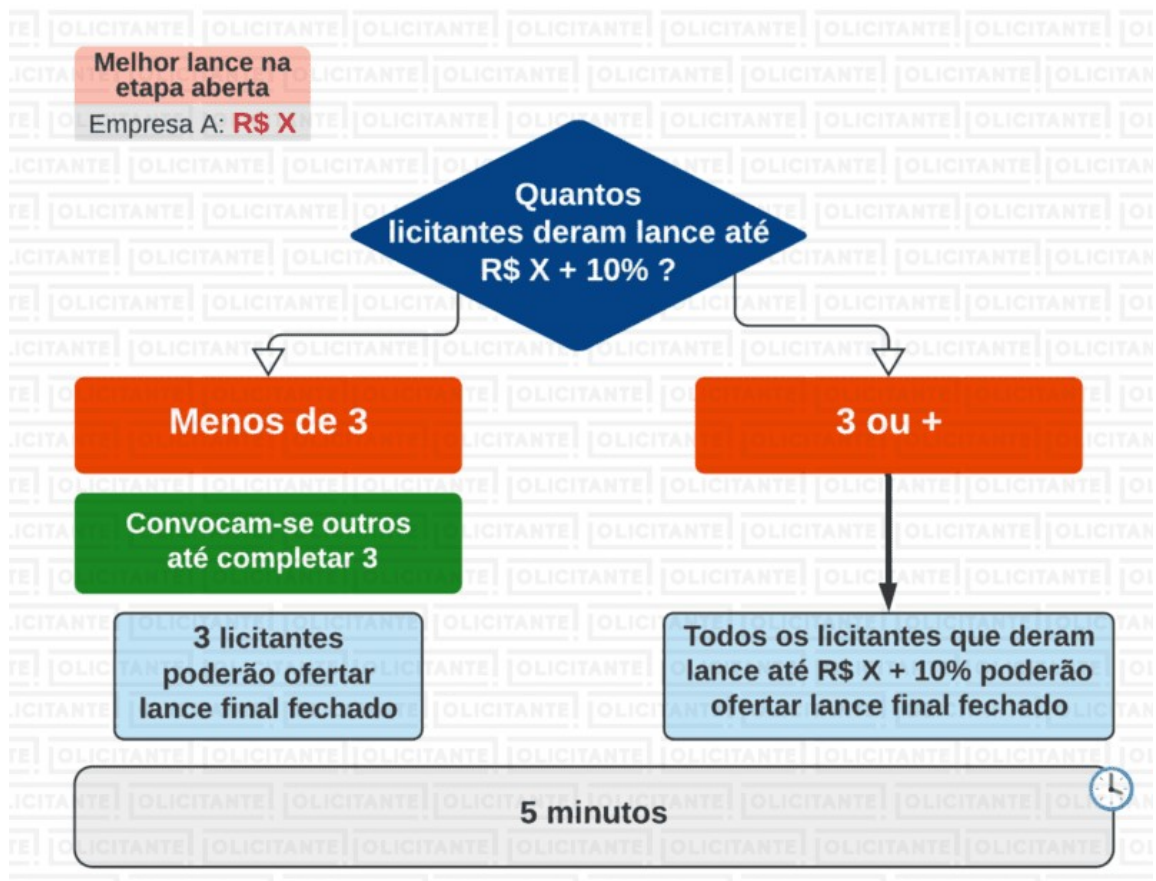 Melhor lance na
etapa aberta
Empresa A: R$ X
Quantos
licitantes deram lance até
R$ X + 10% ?
Menos de 3
3 ou +
Convocam-se outros
até completar 3
3 licitantes
poderão ofertar
lance final fechado
Todos os licitantes que deram
lance até R$ X + 10% poderão
ofertar lance final fechado
5 minutos
OLICITANTE